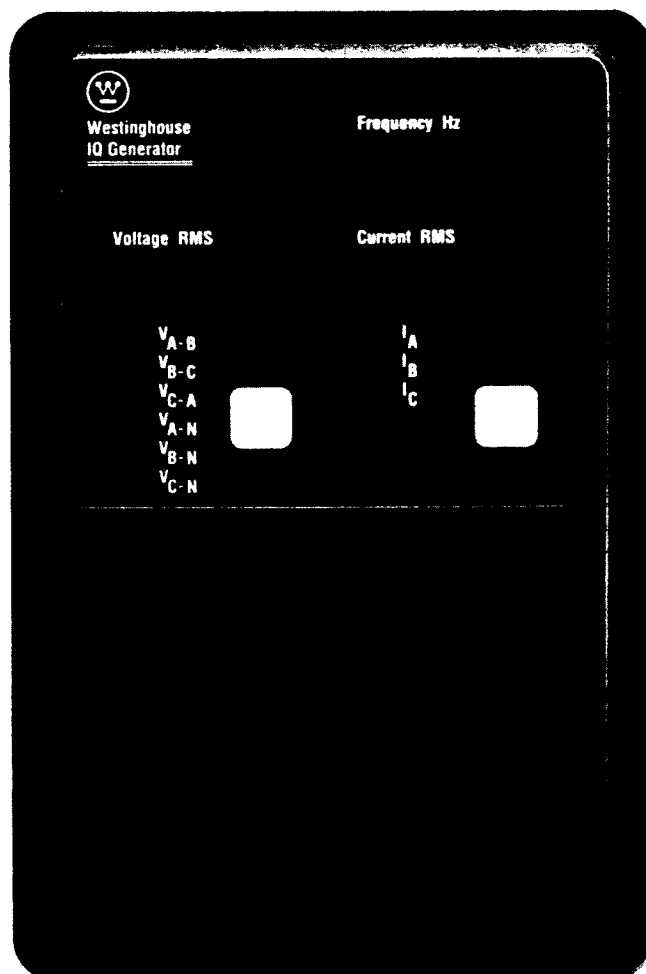 Westinghouse
IQ Generator
Frequency Hz
Voltage RMS
Current RMS
VA-B
VB-C
VC-A
VA-N
VB-N
VC-N
IA
IB
IC